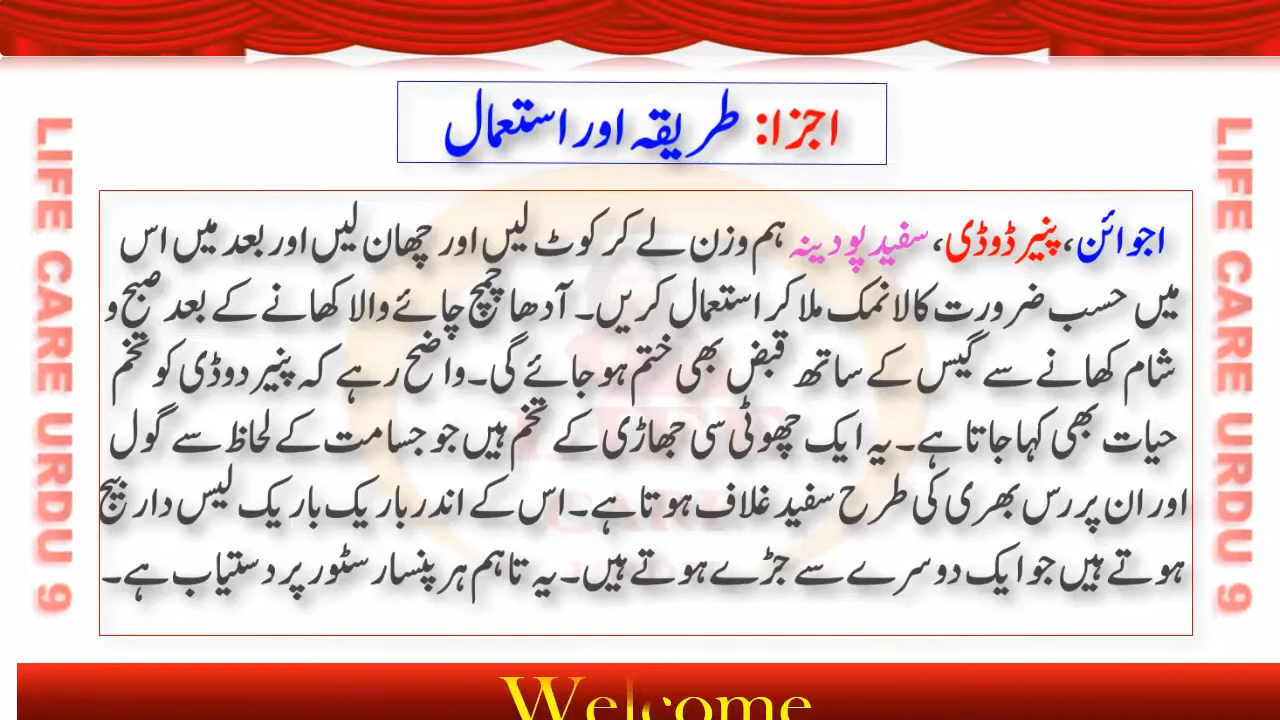 اجزا: طریقہ اور استعمال
اجوائن، پنیر ڈوڈی، سفید پودینہ ہم وزن لے کر کوٹ لیں اور چھان لیں اور بعد میں اس
میں حسب ضرورت کالا نمک ملا کر استعمال کریں۔ آدھا چمچ چائے والا کھانے کے بعد صبح و
شام کھانے سے گیس کے ساتھ قبض بھی ختم ہو جائے گی۔ واضح رہے کہ پنیر دوڈی کو تخم
حیات بھی کہا جاتا ہے۔ یہ ایک چھوٹی سی جھاڑی کے تخم ہیں جو جسامت کے لحاظ سے گول
اور ان پر رس بھری کی طرح سفید غلاف ہوتا ہے۔ اس کے اندر باریک باریک لیس دار بیج
ہوتے ہیں جو ایک دوسرے سے جڑے ہوتے ہیں۔ یہ تاہم ہر پنسار سٹور پر دستیاب ہے۔
LIFE CARE URDU 9
LIFE CARE URDU 9
Welcome